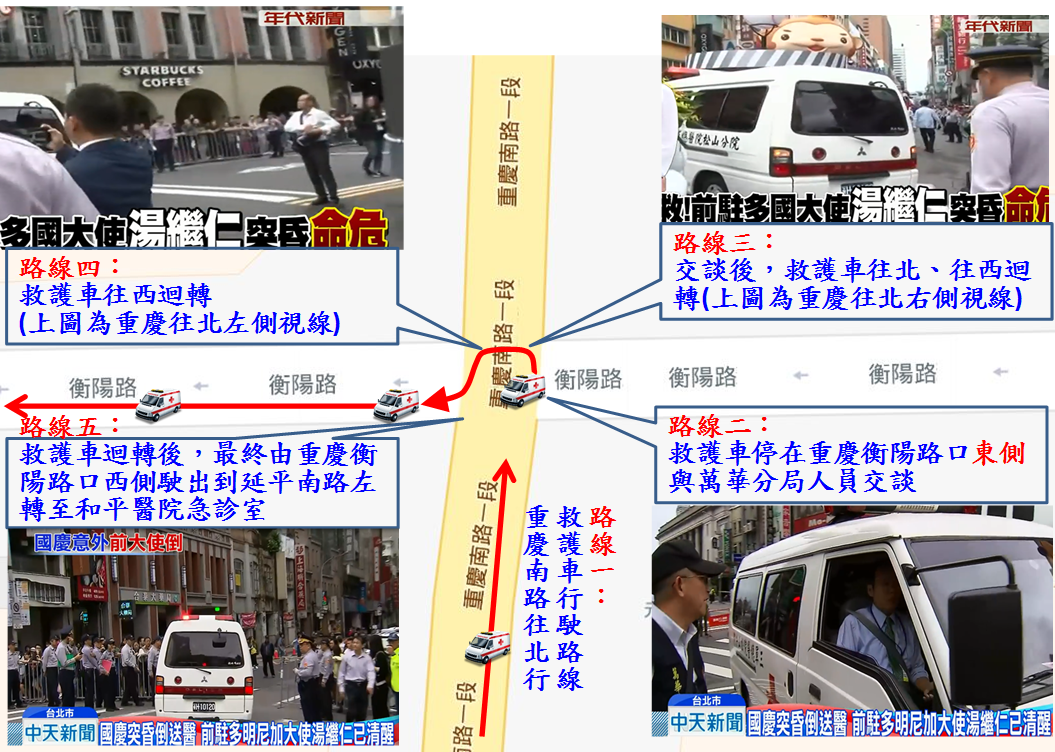 年代新聞
STARBUCKS
COFFEE
多國大使湯繼仁突昏命危
年代新聞
醫院松山分院
救!前駐多國大使湯繼仁突昏命危
路線四：
救護車往西迴轉
(上圖為重慶往北左側視線)
路線三：
交談後，救護車往北、往西迴
轉(上圖為重慶往北右側視線)
重慶南路一段
重慶南路一段
衡陽路
衡陽路
衡陽路
衡陽路
衡陽路
路線五：
救護車迴轉後，最終由重慶衡
陽路口西側駛出到延平南路左
轉至和平醫院急診室
路線二：
救護車停在重慶衡陽路口東側
與萬華分局人員交談
重慶南路一段
路線一：
救護車行駛路線
重慶南路往北行
南路一段
國慶意外前大使倒
台北市
中天新聞
國慶突昏倒送醫 前駐多明尼加大使湯繼仁已清醒
台北市
中天新聞
國慶突昏倒送醫 前駐多明尼加大使湯繼仁已清醒